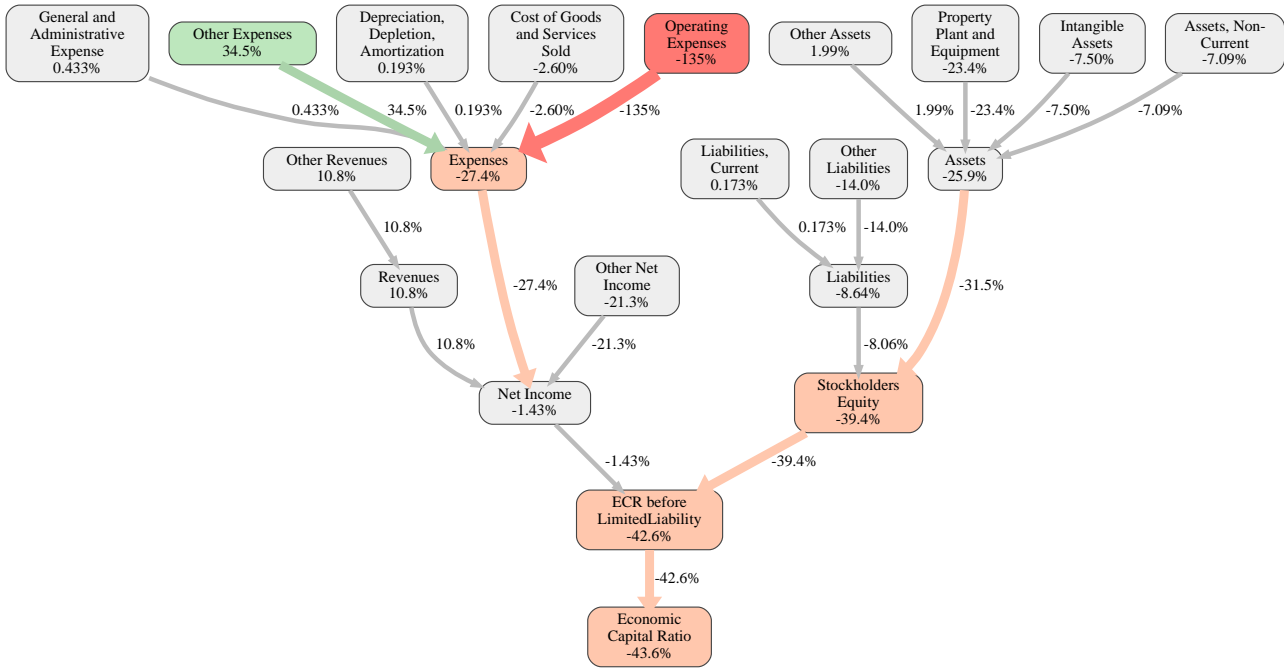 General and
Administrative
Expense
0.433%
Other Expenses
34.5%
Depreciation,
Depletion,
Amortization
0.193%
Cost of Goods
and Services
Sold
-2.60%
Operating
Expenses
-135%
Other Assets
1.99%
Property
Plant and
Equipment
-23.4%
Intangible
Assets
-7.50%
Assets, Non-
Current
-7.09%
0.433%
34.5%
0.193%
-2.60%
-135%
1.99%
-23.4%
-7.50%
-7.09%
Other Revenues
10.8%
Expenses
-27.4%
Liabilities,
Current
0.173%
Other
Liabilities
-14.0%
Assets
-25.9%
10.8%
0.173%
-14.0%
Revenues
10.8%
-27.4%
Other Net
Income
-21.3%
Liabilities
-8.64%
-31.5%
10.8%
-21.3%
-8.06%
Net Income
-1.43%
Stockholders
Equity
-39.4%
-1.43%
-39.4%
ECR before
LimitedLiability
-42.6%
-42.6%
Economic
Capital Ratio
-43.6%